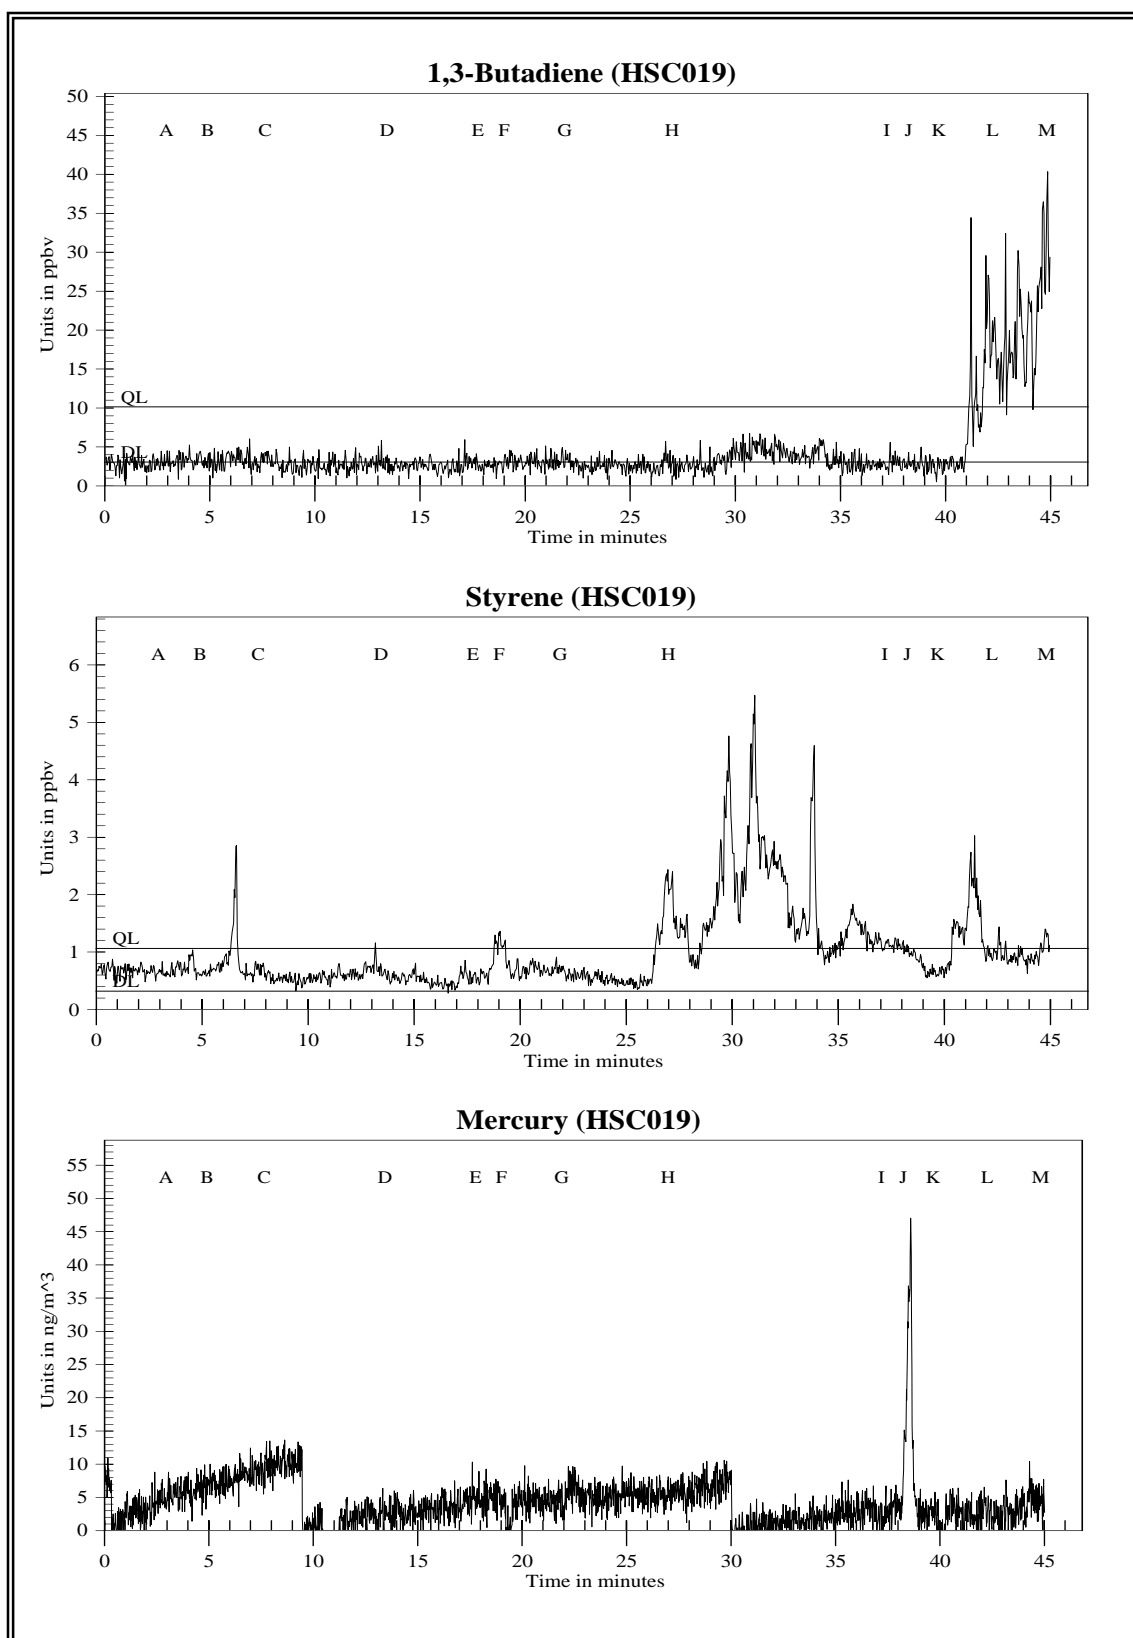 1,3-Butadiene (HSC019)
50
A B C D E F G H I J K L M
45
40
35
30
25
20
15
10
5
0
Units in ppbv
QL
DL
0 5 10 15 20 25 30 35 40 45
Time in minutes
Styrene (HSC019)
A B C D E F G H I J K L M
6
5
4
3
2
1
0
Units in ppbv
QL
DL
0 5 10 15 20 25 30 35 40 45
Time in minutes
Mercury (HSC019)
A B C D E F G H I J K L M
55
50
45
40
35
30
25
20
15
10
5
0
Units in ng/m^3
0 5 10 15 20 25 30 35 40 45
Time in minutes